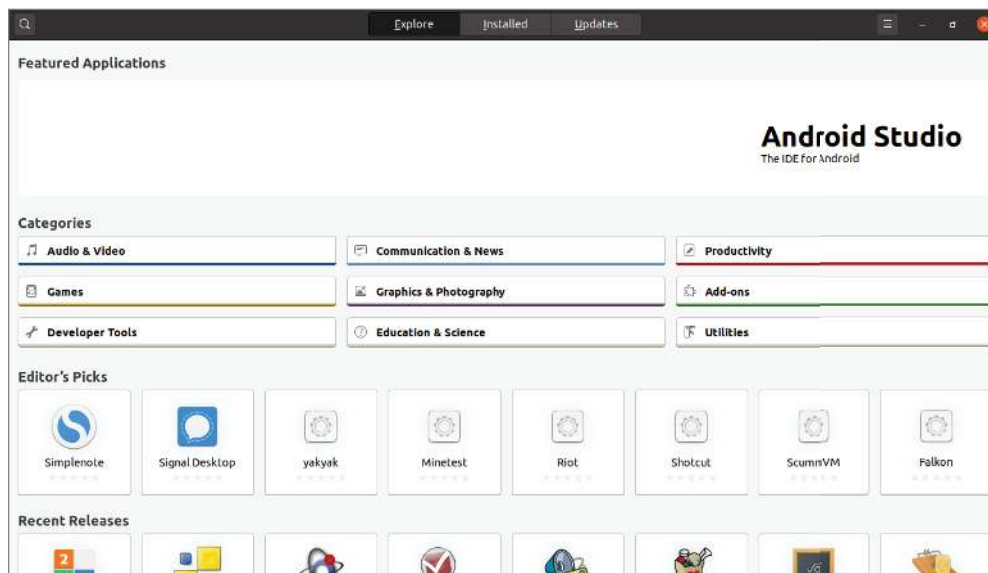 Explore Installed Updates
Featured Applications
Android Studio
The IDE for Android
Categories
Audio & Video Communication & News Productivity
Games Graphics & Photography Add-ons
Developer Tools Education & Science Utilities
Editor's Picks
Simplenote Signal Desktop yakyak Minetest Riot Shotcut ScummVM Falkon
Recent Releases
2